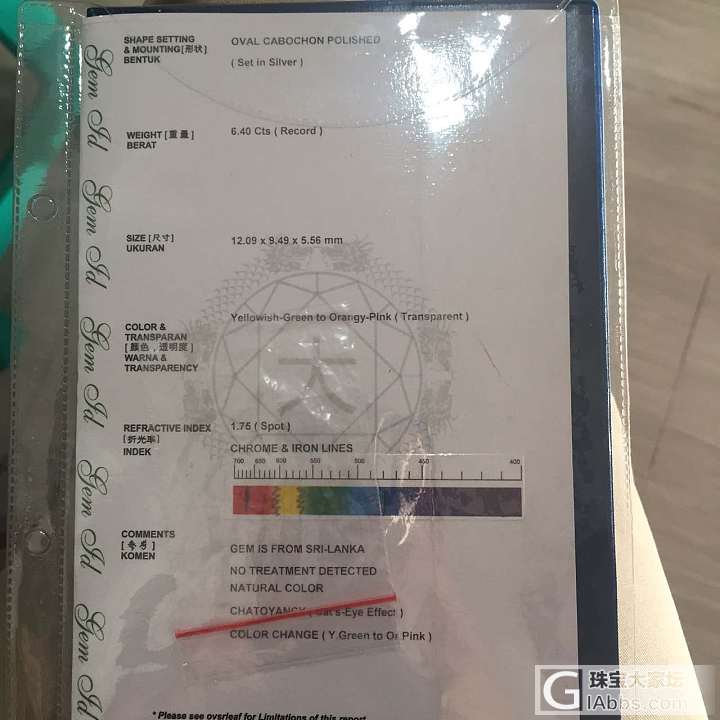 SHAPE SETTING
& MOUNTING[形状]
BENTUK
OVAL CABOCHON POLISHED
( Set in Silver )
WEIGHT [重量]
BERAT
6.40 Cts ( Record )
SIZE [尺寸]
UKURAN
12.09 x 9.49 x 5.56 mm
COLOR &
TRANSPARAN
[颜色,透明度]
WARNA &
TRANSPARENCY
Yellowish-Green to Orangy-Pink ( Transparent )
大
REFRACTIVE INDEX
[折光率]
INDEK
1.75 (Spot )
CHROME & IRON LINES
700 650 600 550 500 450 400
COMMENTS
[参考]
KOMEN
GEM IS FROM SRI-LANKA
NO TREATMENT DETECTED
NATURAL COLOR
CHATOYANCY ( Cat's-Eye Effect )
COLOR CHANGE ( Y Green to Or Pink )
* Please see ovrsleaf for Limitations of this report
Gem Id
Gem Id
Gem Id
Gem Id
Gem Id
珠宝大家坛
GIAbbs.com